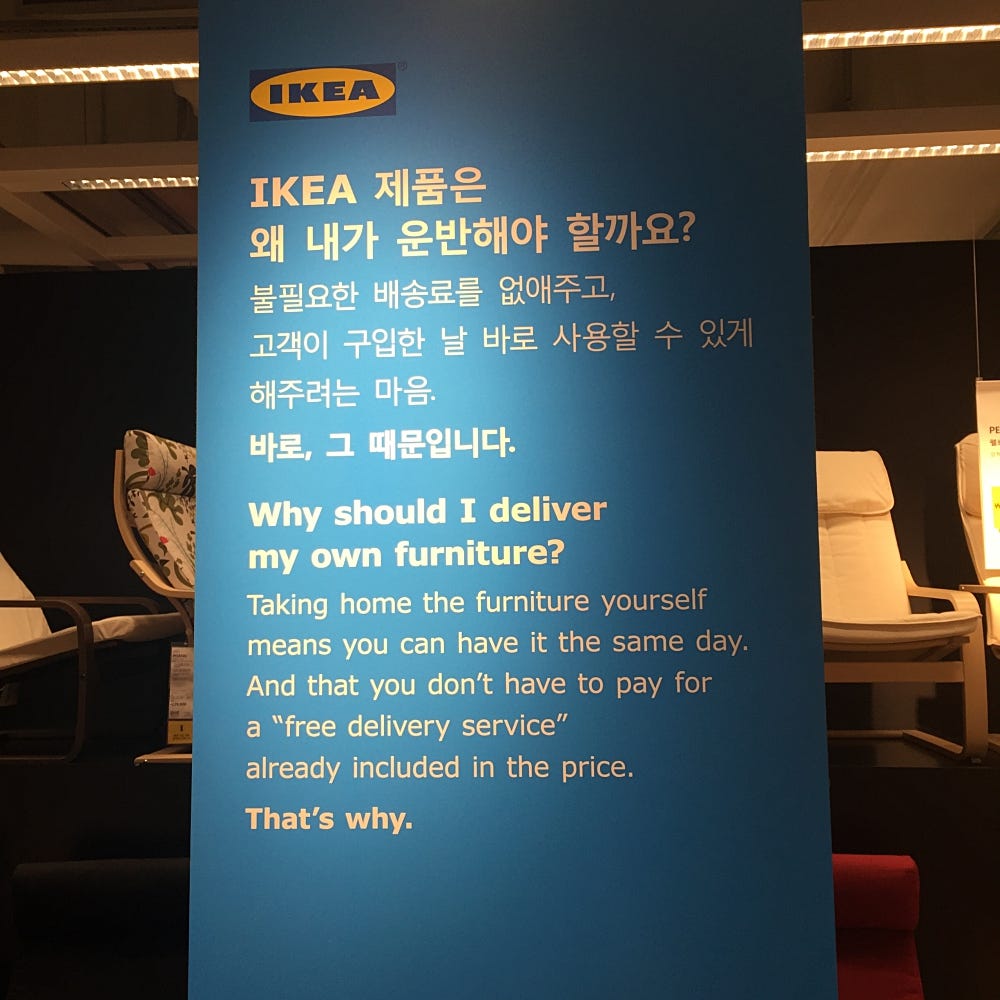 IKEA
IKEA 제품은
왜 내가 운반해야 할까요?
불필요한 배송료를 없애주고,
고객이 구입한 날 바로 사용할 수 있게
해주려는 마음.
바로, 그 때문입니다.
Why should I deliver
my own furniture?
Taking home the furniture yourself
means you can have it the same day.
And that you don’t have to pay for
a “free delivery service”
already included in the price.
That’s why.
PE